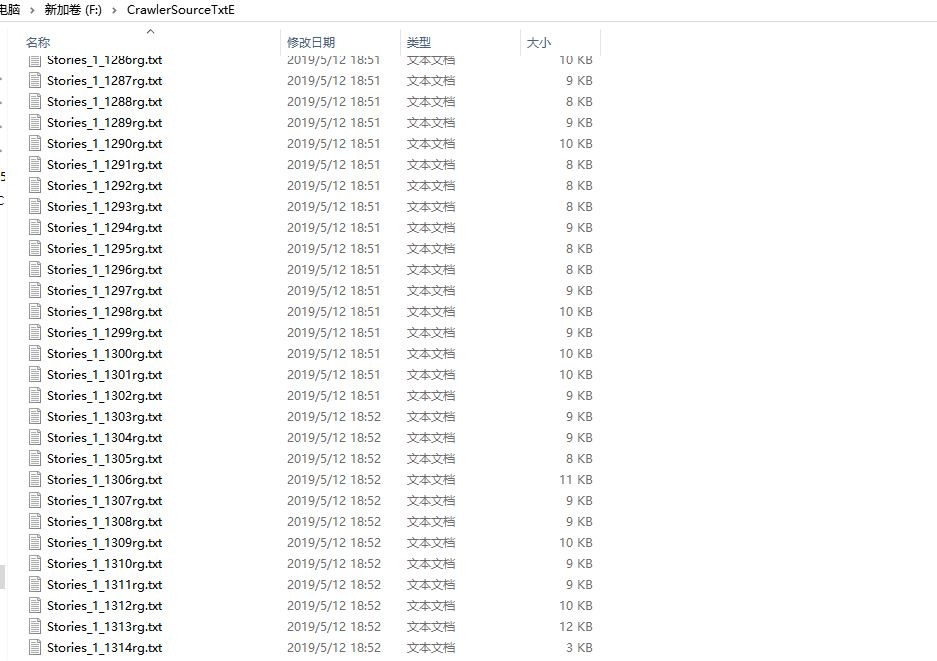 电脑 › 新加卷 (F:) › CrawlerSourceTxtE
名称 修改日期 类型 大小
Stories_1_1286rg.txt 2019/5/12 18:51 文本文档 10 KB
Stories_1_1287rg.txt 2019/5/12 18:51 文本文档 9 KB
Stories_1_1288rg.txt 2019/5/12 18:51 文本文档 8 KB
Stories_1_1289rg.txt 2019/5/12 18:51 文本文档 9 KB
Stories_1_1290rg.txt 2019/5/12 18:51 文本文档 10 KB
Stories_1_1291rg.txt 2019/5/12 18:51 文本文档 8 KB
Stories_1_1292rg.txt 2019/5/12 18:51 文本文档 8 KB
Stories_1_1293rg.txt 2019/5/12 18:51 文本文档 8 KB
Stories_1_1294rg.txt 2019/5/12 18:51 文本文档 9 KB
Stories_1_1295rg.txt 2019/5/12 18:51 文本文档 8 KB
Stories_1_1296rg.txt 2019/5/12 18:51 文本文档 8 KB
Stories_1_1297rg.txt 2019/5/12 18:51 文本文档 9 KB
Stories_1_1298rg.txt 2019/5/12 18:51 文本文档 10 KB
Stories_1_1299rg.txt 2019/5/12 18:51 文本文档 9 KB
Stories_1_1300rg.txt 2019/5/12 18:51 文本文档 10 KB
Stories_1_1301rg.txt 2019/5/12 18:51 文本文档 10 KB
Stories_1_1302rg.txt 2019/5/12 18:51 文本文档 9 KB
Stories_1_1303rg.txt 2019/5/12 18:52 文本文档 9 KB
Stories_1_1304rg.txt 2019/5/12 18:52 文本文档 9 KB
Stories_1_1305rg.txt 2019/5/12 18:52 文本文档 8 KB
Stories_1_1306rg.txt 2019/5/12 18:52 文本文档 11 KB
Stories_1_1307rg.txt 2019/5/12 18:52 文本文档 9 KB
Stories_1_1308rg.txt 2019/5/12 18:52 文本文档 9 KB
Stories_1_1309rg.txt 2019/5/12 18:52 文本文档 10 KB
Stories_1_1310rg.txt 2019/5/12 18:52 文本文档 9 KB
Stories_1_1311rg.txt 2019/5/12 18:52 文本文档 9 KB
Stories_1_1312rg.txt 2019/5/12 18:52 文本文档 10 KB
Stories_1_1313rg.txt 2019/5/12 18:52 文本文档 12 KB
Stories_1_1314rg.txt 2019/5/12 18:52 文本文档 3 KB